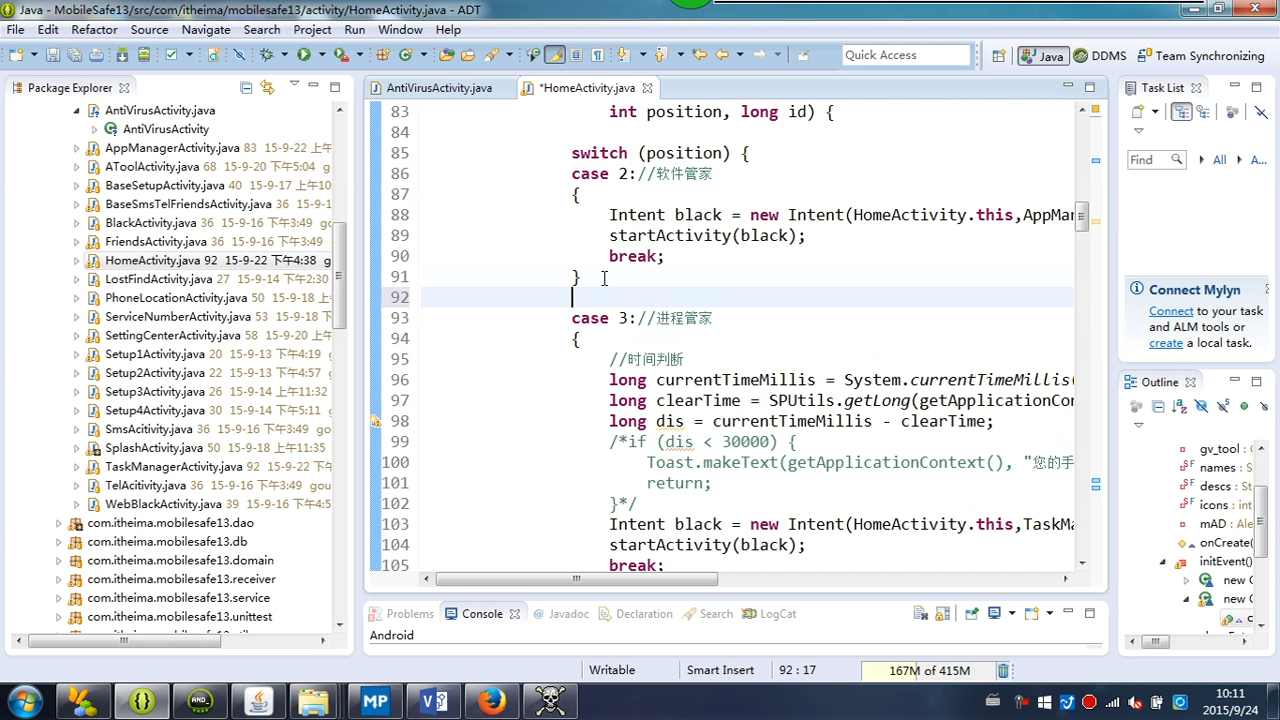 Java - MobileSafe13/src/com/itheima/mobilesafe13/activity/HomeActivity.java - ADT
File Edit Refactor Source Navigate Search Project Run Window Help
Quick Access
Java
DDMS
Team Synchronizing
Package Explorer
AntiVirusActivity.java
AntiVirusActivity
AppManagerActivity.java 83 15-9-22 上午
AToolActivity.java 68 15-9-20 下午5:04
BaseSetupActivity.java 40 15-9-17 上午10
BaseSmsTelFriendsActivity.java 36 15-9
BlackActivity.java 36 15-9-16 下午3:49
FriendsActivity.java 36 15-9-16 下午3:49
HomeActivity.java 92 15-9-22 下午4:38 g
LostFindActivity.java 27 15-9-14 下午2:30
PhoneLocationActivity.java 50 15-9-18 上
ServiceNumberActivity.java 53 15-9-18
SettingCenterActivity.java 58 15-9-20 下
Setup1Activity.java 20 15-9-13 下午4:19
Setup2Activity.java 22 15-9-13 下午4:57
Setup3Activity.java 26 15-9-14 上午11:32
Setup4Activity.java 24 15-9-14 下午5:11
SmsActivity.java 36 15-9-16 下午3:49
SplashActivity.java 48 15-9-18 上午11:35
TaskManagerActivity.java 92 15-9-22 下
TelAcitivity.java 36 15-9-16 下午3:49 gou
WebBlackActivity.java 39 15-9-16 下午4:5
com.itheima.mobilesafe13.dao
com.itheima.mobilesafe13.db
com.itheima.mobilesafe13.domain
com.itheima.mobilesafe13.receiver
com.itheima.mobilesafe13.service
com.itheima.mobilesafe13.unittest
AntiVirusActivity.java
*HomeActivity.java
83 int position, long id) {
84
85 switch (position) {
86 case 2://软件管家
87 {
88 Intent black = new Intent(HomeActivity.this,AppMan
89 startActivity(black);
90 break;
91 }
92
93 case 3://进程管家
94 {
95 //时间判断
96 long currentTimeMillis = System.currentTimeMillis(
97 long clearTime = SPUtils.getLong(getApplicationCon
98 long dis = currentTimeMillis - clearTime;
99 /*if (dis < 30000) {
100 Toast.makeText(getApplicationContext(), "您的手
101 return;
102 }*/
103 Intent black = new Intent(HomeActivity.this,TaskMa
104 startActivity(black);
105 break;
Task List
Find
All
A...
Connect Mylyn
Connect to your task
and ALM tools or
create a local task.
Outline
gv_tool
names : S
descs : St
icons : int
mAD : Ale
onCreate(
initEvent()
new C
new
Problems Console Javadoc Declaration Search LogCat
Android
Writable
Smart Insert
92 : 17
167M of 415M
MP
10:11
2015/9/24